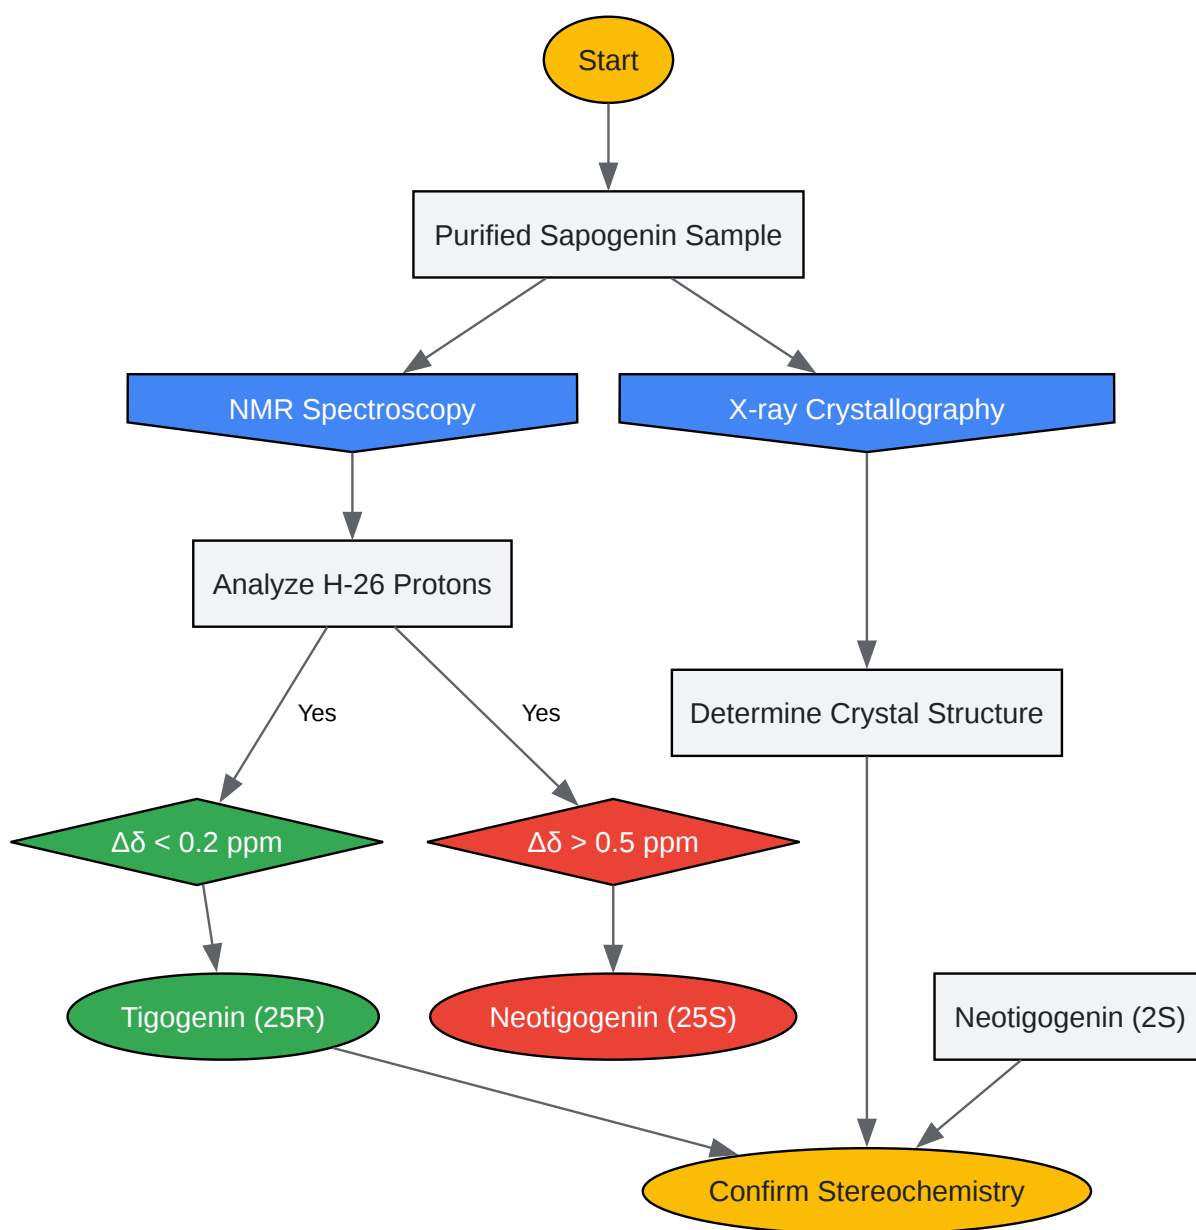 Start
Purified Sapogenin Sample
NMR Spectroscopy
X-ray Crystallography
Analyze H-26 Protons
Determine Crystal Structure
Yes
Yes
Δδ < 0.2 ppm
Δδ > 0.5 ppm
Tigogenin (25R)
Neotigogenin (25S)
Neotigogenin (2S)
Confirm Stereochemistry